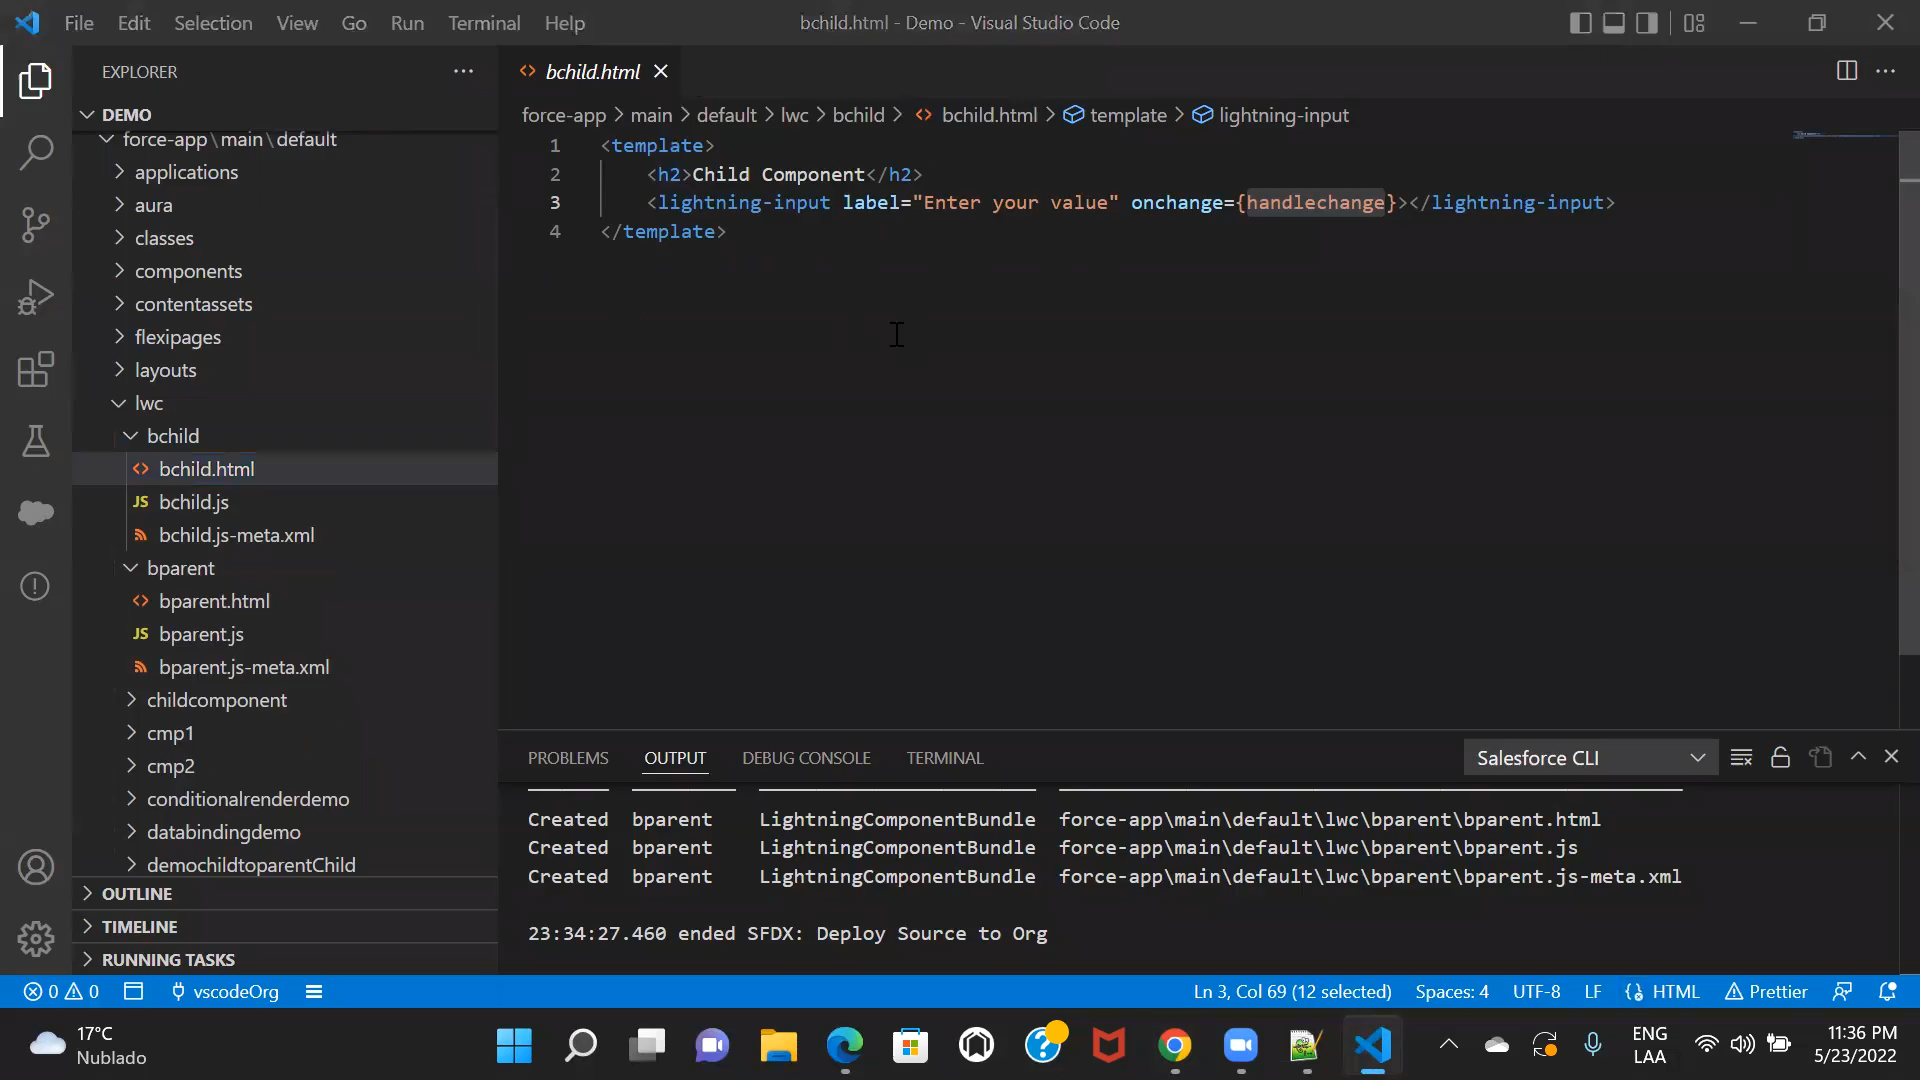 File Edit Selection View Go Run Terminal Help
bchild.html - Demo - Visual Studio Code
EXPLORER
bchild.html
DEMO
force-app\main\default
applications
aura
classes
components
contentassets
flexipages
layouts
lwc
bchild
bchild.html
JS bchild.js
bchild.js-meta.xml
bparent
bparent.html
JS bparent.js
bparent.js-meta.xml
childcomponent
cmp1
cmp2
conditionalrenderdemo
databindingdemo
demochildtoparentChild
OUTLINE
TIMELINE
RUNNING TASKS
force-app > main > default > lwc > bchild > bchild.html > template > lightning-input
1 <template>
2 <h2>Child Component</h2>
3 <lightning-input label="Enter your value" onchange={handlechange}></lightning-input>
4 </template>
PROBLEMS OUTPUT DEBUG CONSOLE TERMINAL
Salesforce CLI
Created bparent LightningComponentBundle force-app\main\default\lwc\bparent\bparent.html
Created bparent LightningComponentBundle force-app\main\default\lwc\bparent\bparent.js
Created bparent LightningComponentBundle force-app\main\default\lwc\bparent\bparent.js-meta.xml
23:34:27.460 ended SFDX: Deploy Source to Org
0 0 vscodeOrg
Ln 3, Col 69 (12 selected) Spaces: 4 UTF-8 LF HTML Prettier
17°C
Nublado
ENG
LAA
11:36 PM
5/23/2022